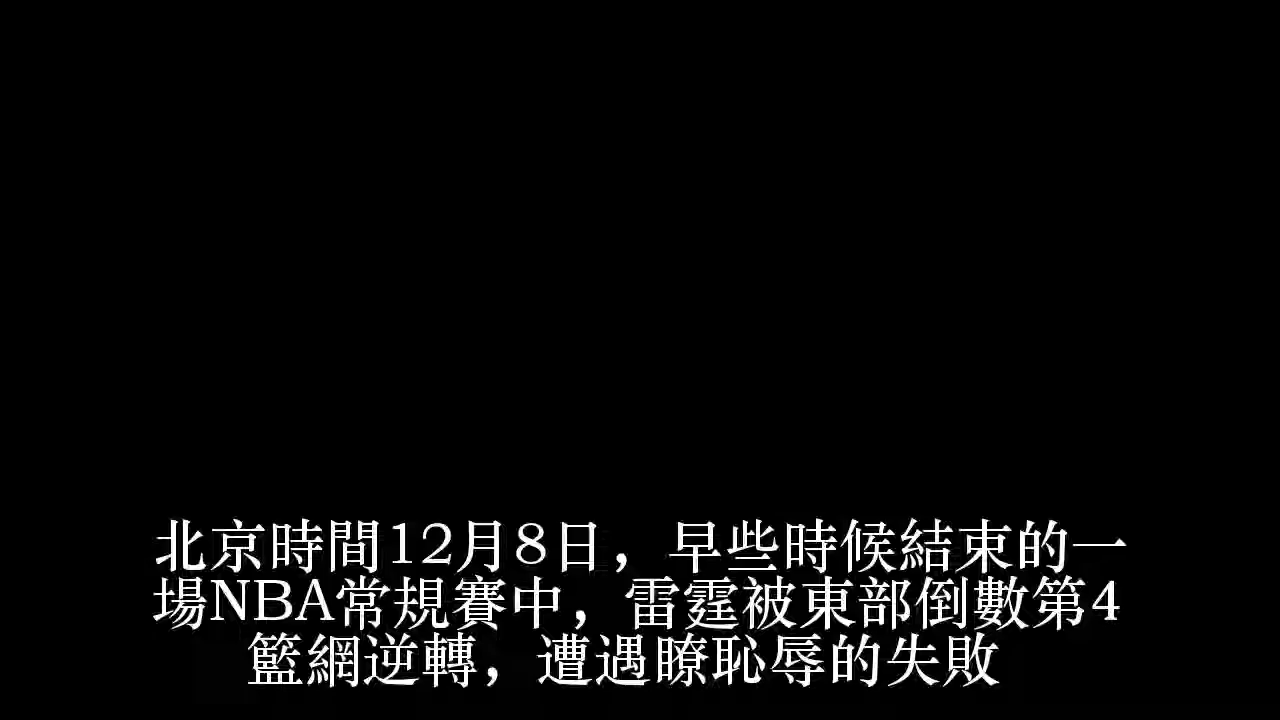 北京時間12月8日，早些時候結束的一
場NBA常規賽中，雷霆被東部倒數第4
籃網逆轉，遭遇瞭恥辱的失敗